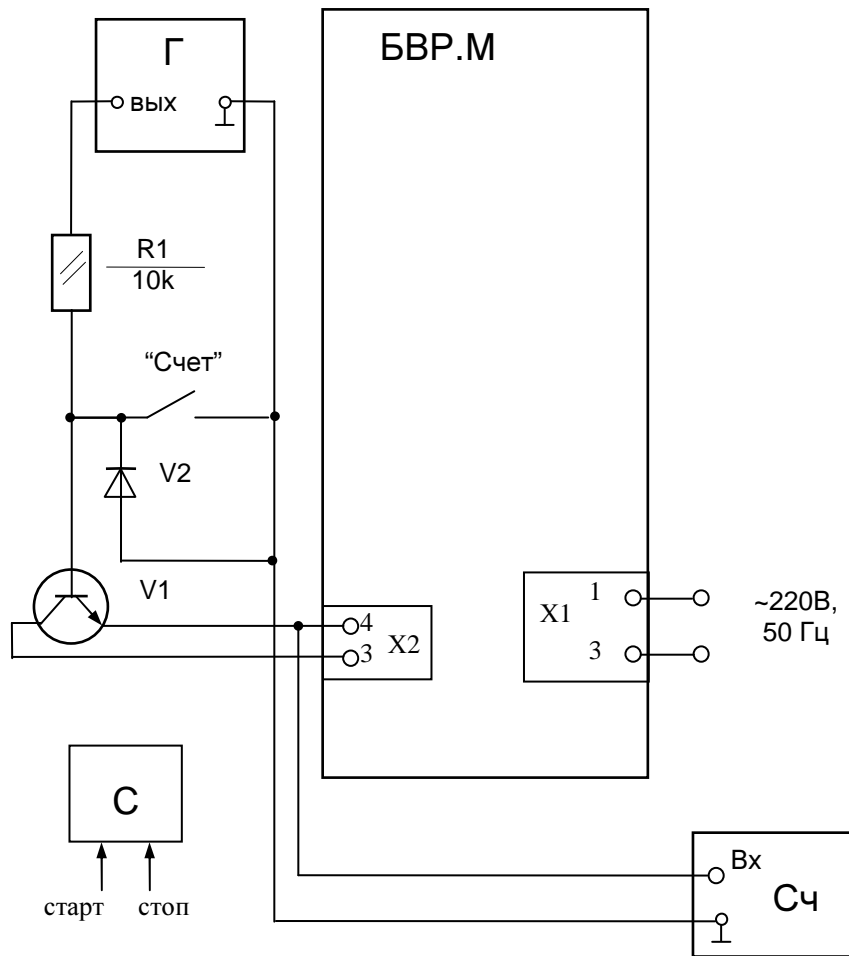 Г
БВР.М
вых
R1
10k
“Счет”
V2
V1
4
3
X2
X1
1
3
~220В,
50 Гц
С
старт
стоп
Вх
Сч